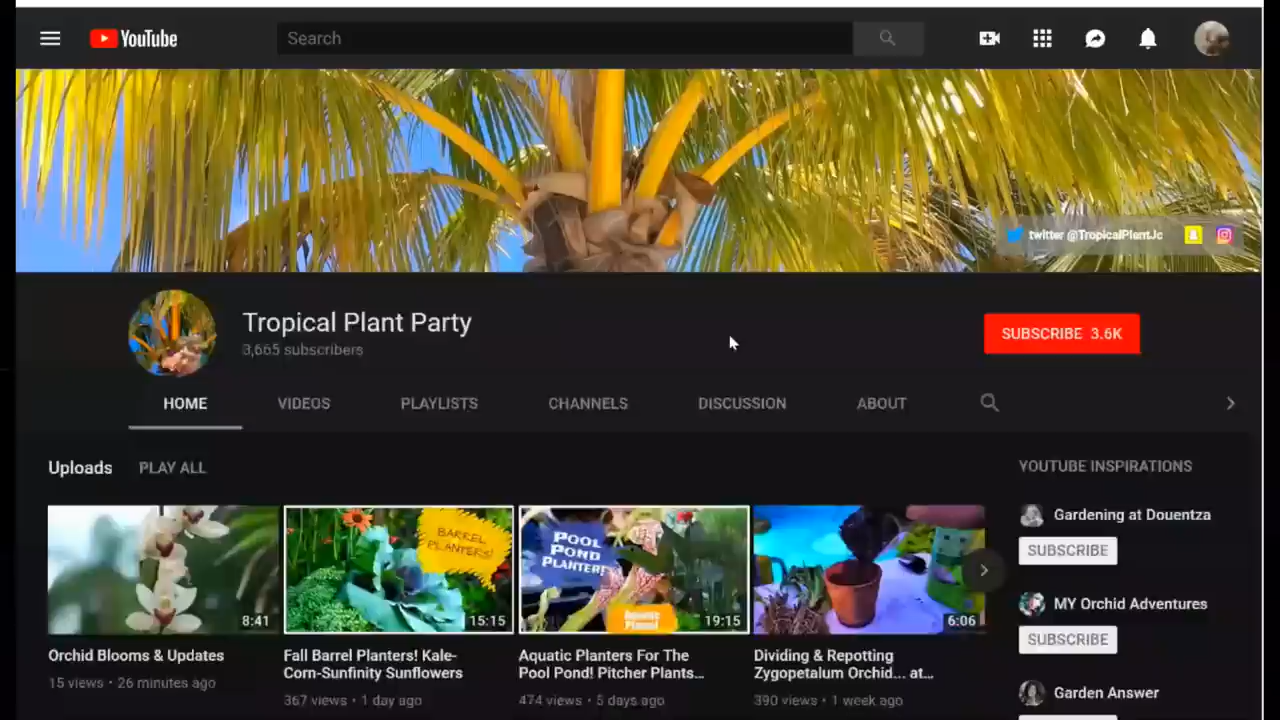 YouTube
Search
twitter @TropicalPlantJc
Tropical Plant Party
3,665 subscribers
SUBSCRIBE 3.6K
HOME VIDEOS PLAYLISTS CHANNELS DISCUSSION ABOUT
Uploads PLAY ALL
YOUTUBE INSPIRATIONS
8:41
BARREL
PLANTERS!
15:15
POOL
POND
PLANTERS
Aquatic
Plants!
19:15
6:06
Gardening at Douentza
SUBSCRIBE
MY Orchid Adventures
SUBSCRIBE
Garden Answer
Orchid Blooms & Updates
15 views • 26 minutes ago
Fall Barrel Planters! Kale-
Corn-Sunfinity Sunflowers
367 views • 1 day ago
Aquatic Planters For The
Pool Pond! Pitcher Plants...
474 views • 5 days ago
Dividing & Repotting
Zygopetalum Orchid... at...
390 views • 1 week ago